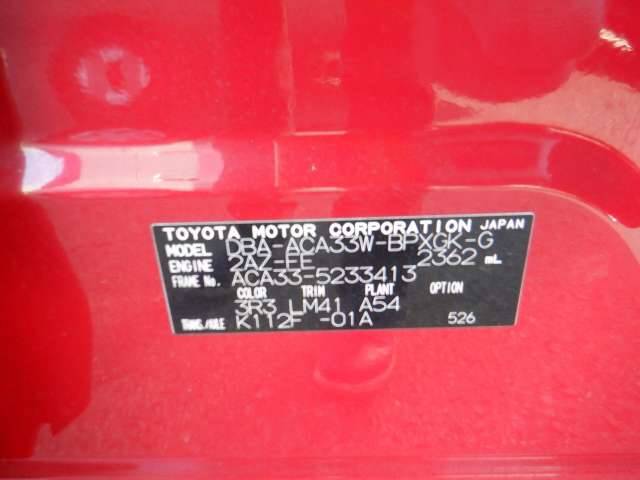 TOYOTA MOTOR CORPORATION JAPAN
MODEL DBA-ACA33W-BPXGK-G
ENGINE 2AZ-FE 2362 mL
FRAME No. ACA33-5233413
COLOR TRIM PLANT OPTION
3R3 LM41 A54
TRANS/AXLE K112F -01A 526